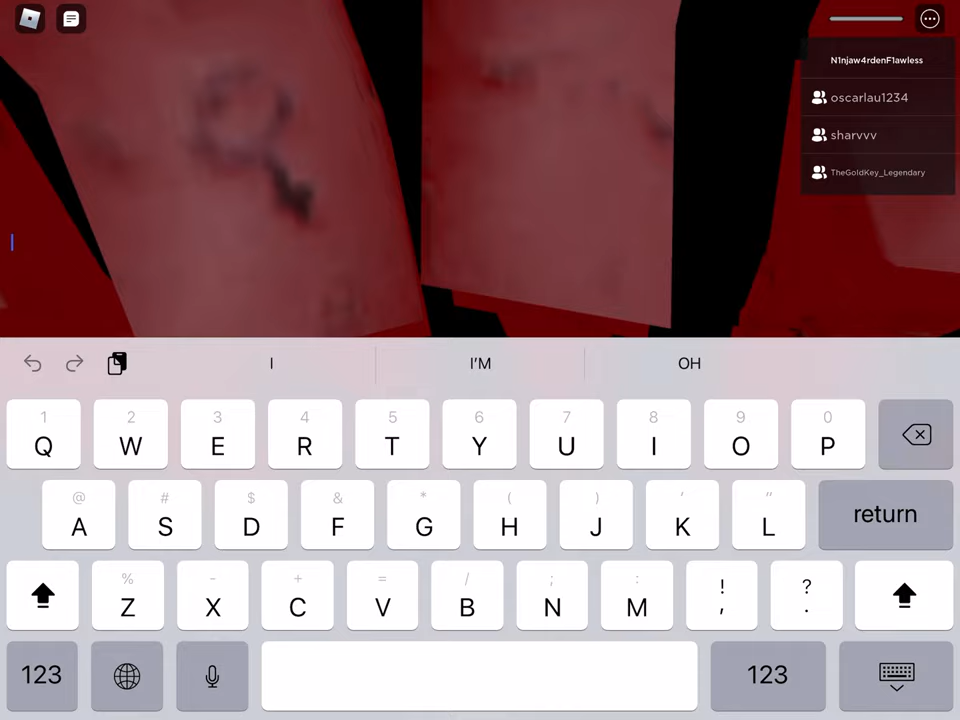 N1njaw4rdenF1awless
oscarlau1234
sharvvv
TheGoldKey_Legendary
I I'M OH
1 2 3 4 5 6 7 8 9 0
Q W E R T Y U I O P
@ # $ & * ( ) ' "
A S D F G H J K L return
% - + = / ; : ! ?
Z X C V B N M , .
123 123